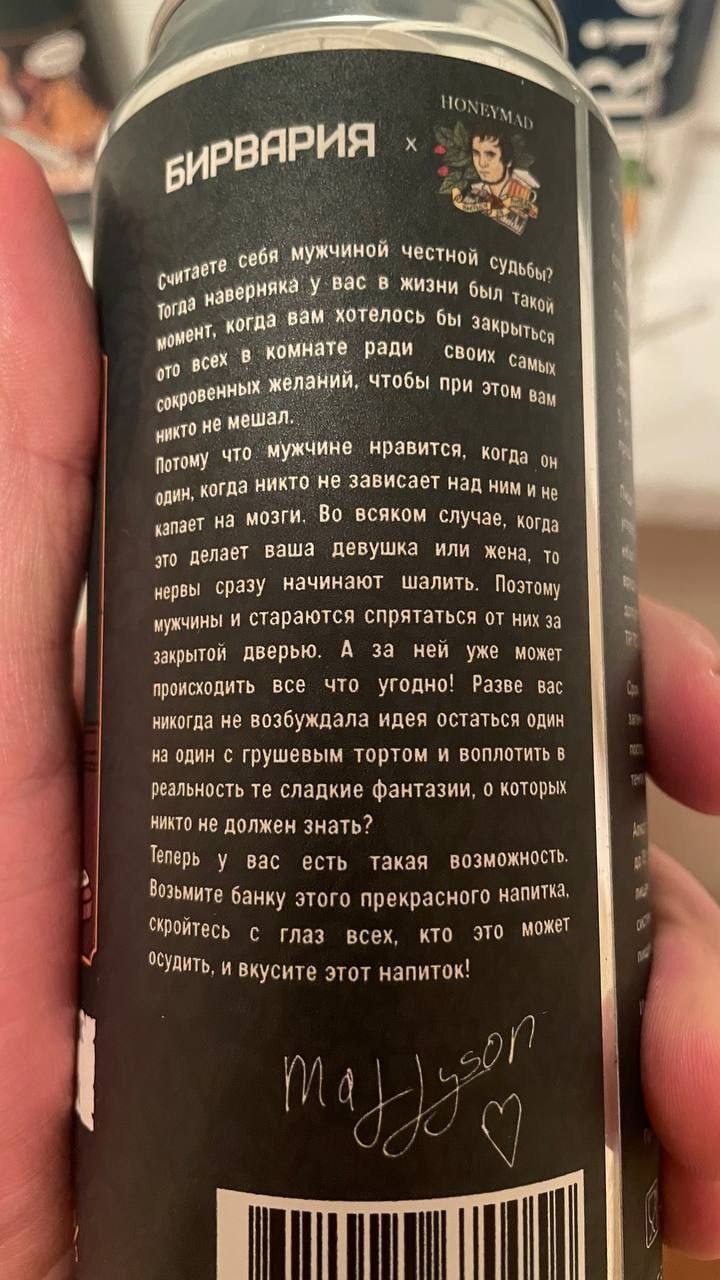 БИРВАРИЯ x HONEYMAD
Считаете себя мужчиной честной судьбы?
Тогда наверняка у вас в жизни был такой
момент, когда вам хотелось бы закрыться
ото всех в комнате ради своих самых
сокровенных желаний, чтобы при этом вам
никто не мешал.
Потому что мужчине нравится, когда он
один, когда никто не зависает над ним и не
капает на мозги. Во всяком случае, когда
это делает ваша девушка или жена, то
нервы сразу начинают шалить. Поэтому
мужчины и стараются спрятаться от них за
закрытой дверью. А за ней уже может
происходить все что угодно! Разве вас
никогда не возбуждала идея остаться один
на один с грушевым тортом и воплотить в
реальность те сладкие фантазии, о которых
никто не должен знать?
Теперь у вас есть такая возможность.
Возьмите банку этого прекрасного напитка,
скройтесь с глаз всех, кто это может
осудить, и вкусите этот напиток!
Maffyson